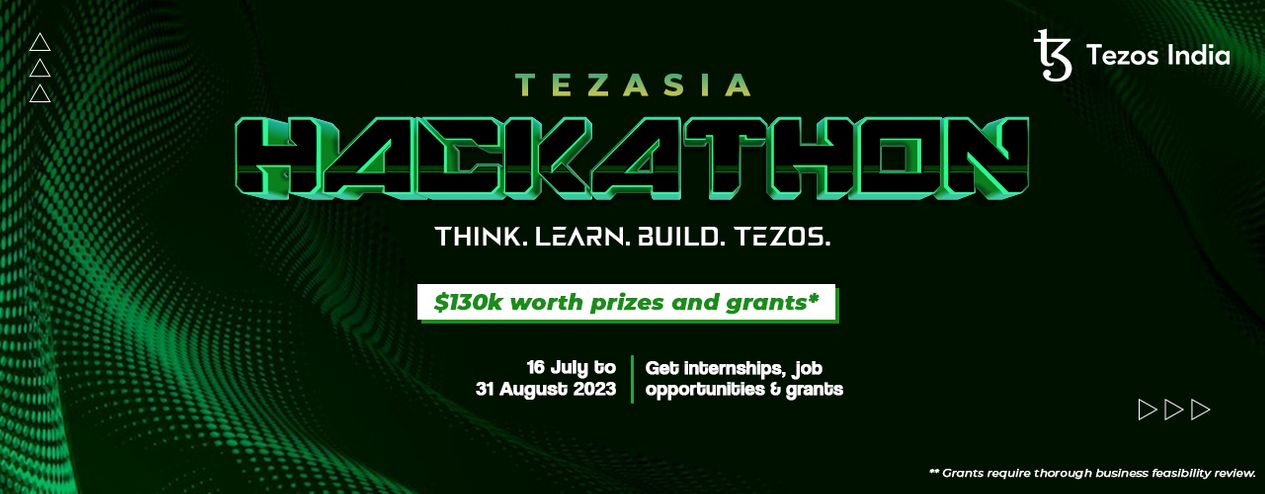 Tezos India
TEZASIA
HACKATHON
THINK. LEARN. BUILD. TEZOS.
$130k worth prizes and grants*
16 July to
31 August 2023
Get internships, job
opportunities & grants
** Grants require thorough business feasibility review.